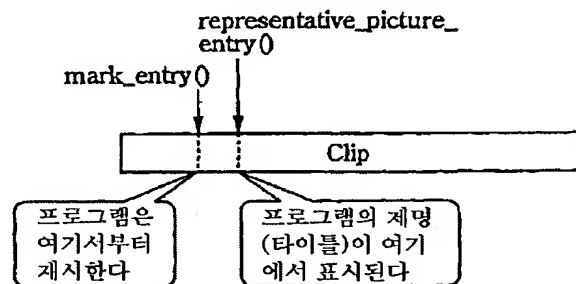 representative_picture_
entry()
mark_entry()
Clip
프로그램은
여기서부터
재시한다
프로그램의 제명
(타이틀)이 여기
에서 표시된다